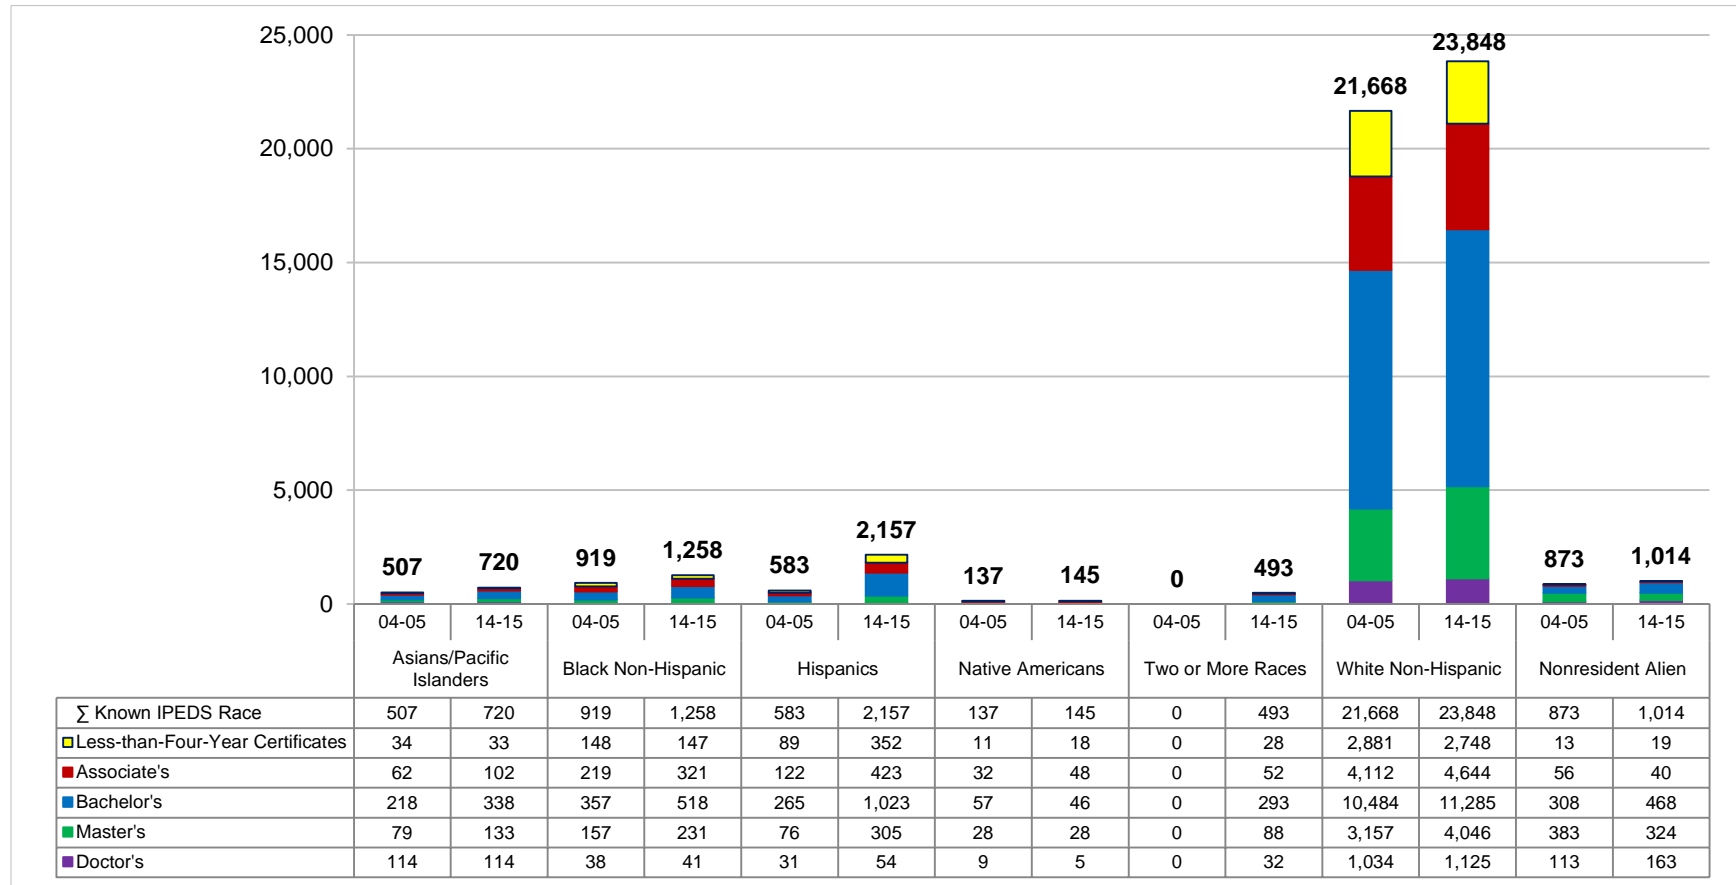 25,000
20,000
15,000
10,000
5,000
0
507 720 919 1,258 583 2,157 137 145 0 493 21,668 23,848 873 1,014
04-05 14-15 04-05 14-15 04-05 14-15 04-05 14-15 04-05 14-15 04-05 14-15 04-05 14-15
Asians/Pacific Islanders Black Non-Hispanic Hispanics Native Americans Two or More Races White Non-Hispanic Nonresident Alien
∑ Known IPEDS Race 507 720 919 1,258 583 2,157 137 145 0 493 21,668 23,848 873 1,014
Less-than-Four-Year Certificates 34 33 148 147 89 352 11 18 0 28 2,881 2,748 13 19
Associate's 62 102 219 321 122 423 32 48 0 52 4,112 4,644 56 40
Bachelor's 218 338 357 518 265 1,023 57 46 0 293 10,484 11,285 308 468
Master's 79 133 157 231 76 305 28 28 0 88 3,157 4,046 383 324
Doctor's 114 114 38 41 31 54 9 5 0 32 1,034 1,125 113 163